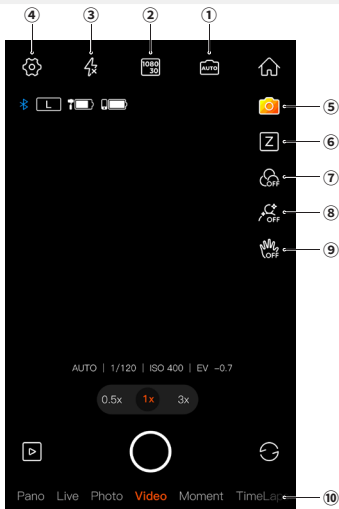 ④ ③ ② ①
1080 30 AUTO
L
⑤
Z ⑥
OFF ⑦
OFF ⑧
OFF ⑨
AUTO | 1/120 | ISO 400 | EV -0.7
0.5x 1x 3x
Pano Live Photo Video Moment TimeLap ⑩